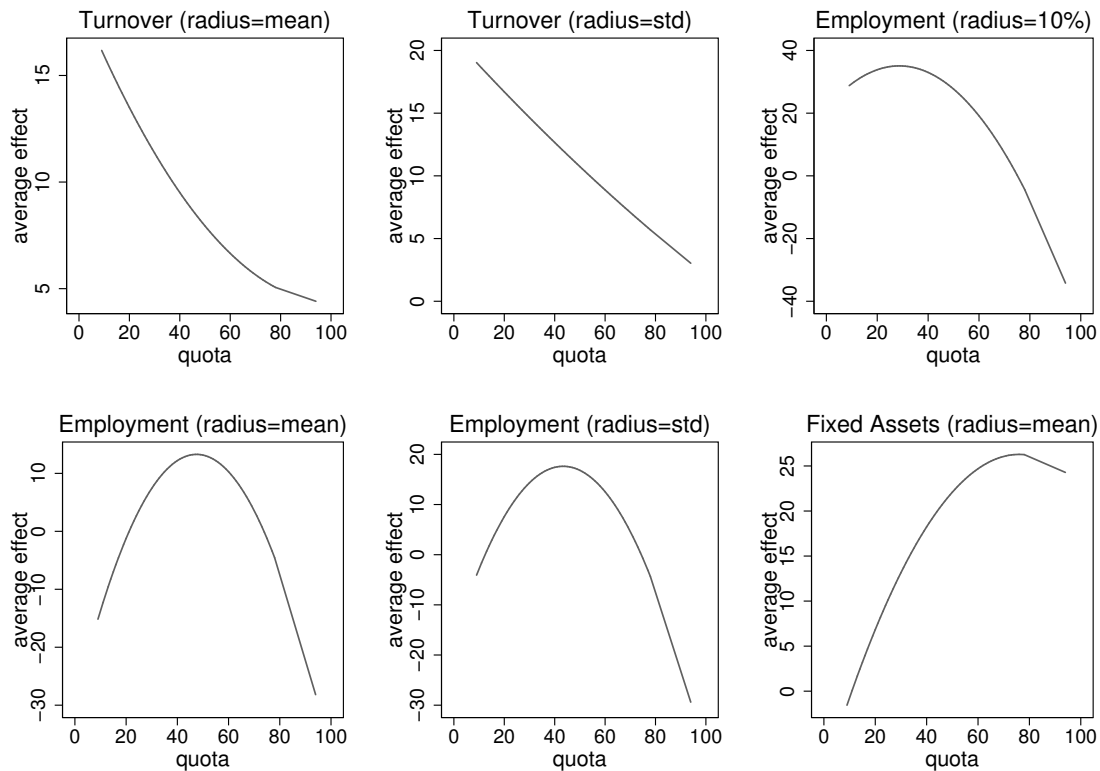 Turnover (radius=mean)
average effect
15
10
5
0 20 40 60 80 100
quota
Turnover (radius=std)
average effect
20
15
10
5
0
0 20 40 60 80 100
quota
Employment (radius=10%)
average effect
40
20
0
−20
−40
0 20 40 60 80 100
quota
Employment (radius=mean)
average effect
10
0
−10
−20
−30
0 20 40 60 80 100
quota
Employment (radius=std)
average effect
20
10
0
−10
−20
−30
0 20 40 60 80 100
quota
Fixed Assets (radius=mean)
average effect
25
20
15
10
5
0
0 20 40 60 80 100
quota